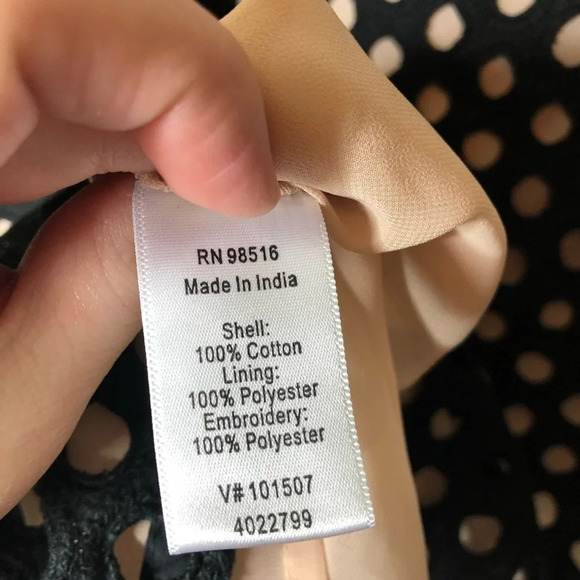 RN 98516
Made In India
Shell:
100% Cotton
Lining:
100% Polyester
Embroidery:
100% Polyester
V# 101507
4022799